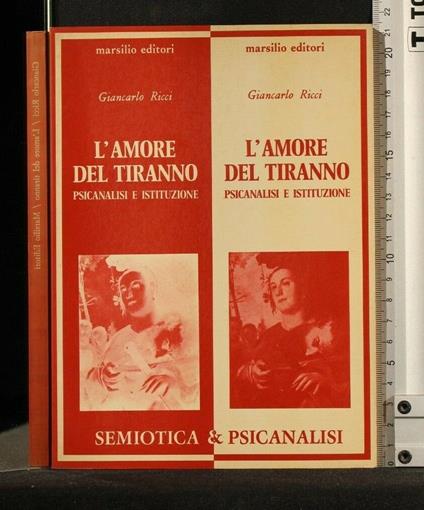 marsilio editori
Giancarlo Ricci
L'AMORE
DEL TIRANNO
PSICANALISI E ISTITUZIONE
marsilio editori
Giancarlo Ricci
L'AMORE
DEL TIRANNO
PSICANALISI E ISTITUZIONE
SEMIOTICA & PSICANALISI
Giancarlo Ricci / L'amore del tiranno / Marsilio Editori